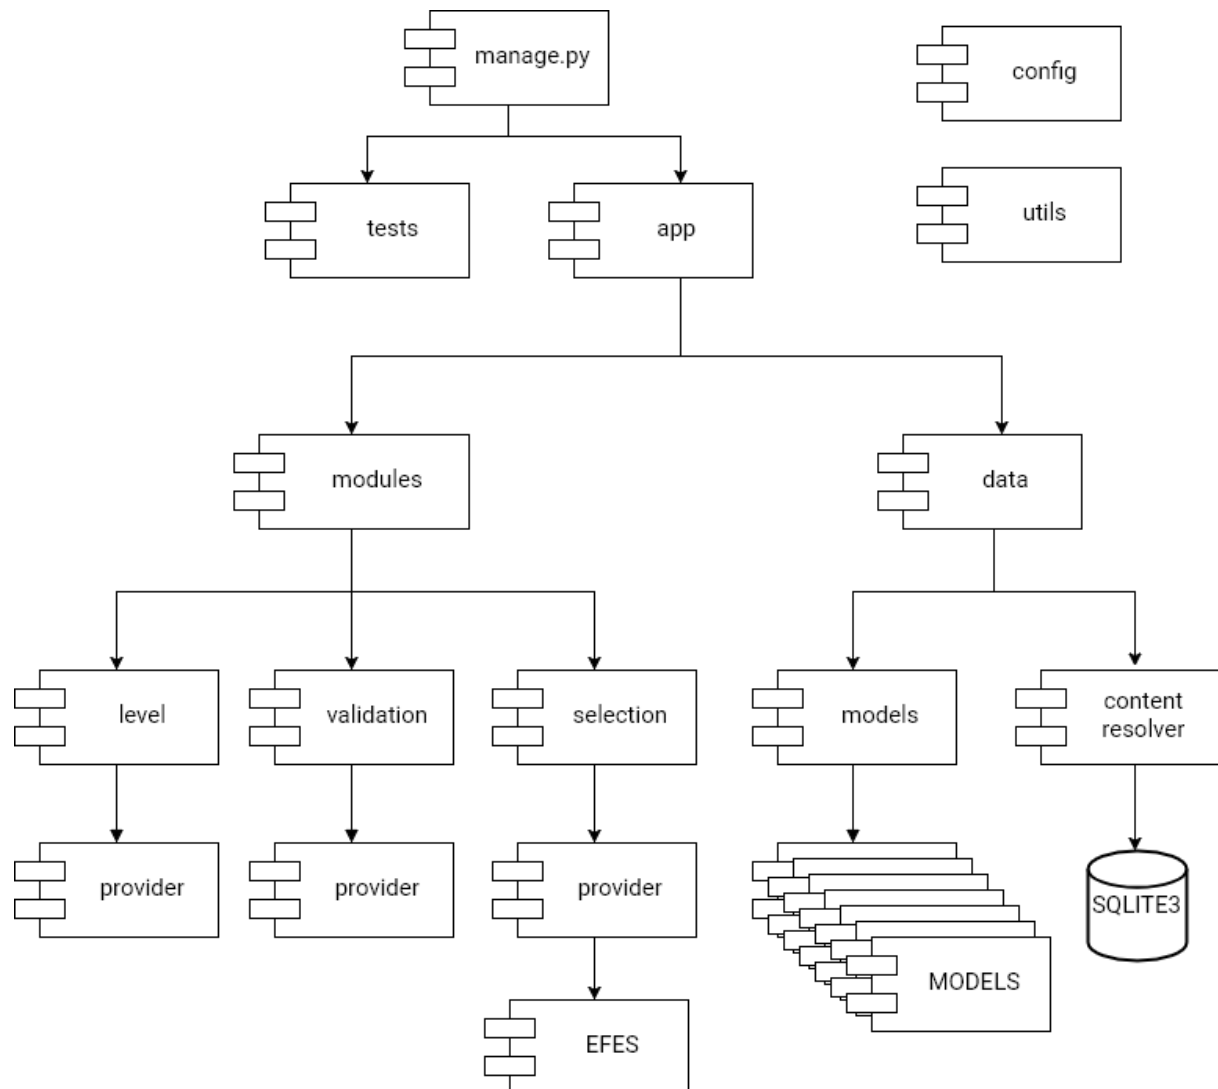 manage.py
config
tests
app
utils
modules
data
level
validation
selection
models
content
resolver
provider
provider
provider
SQLITE3
MODELS
EFES